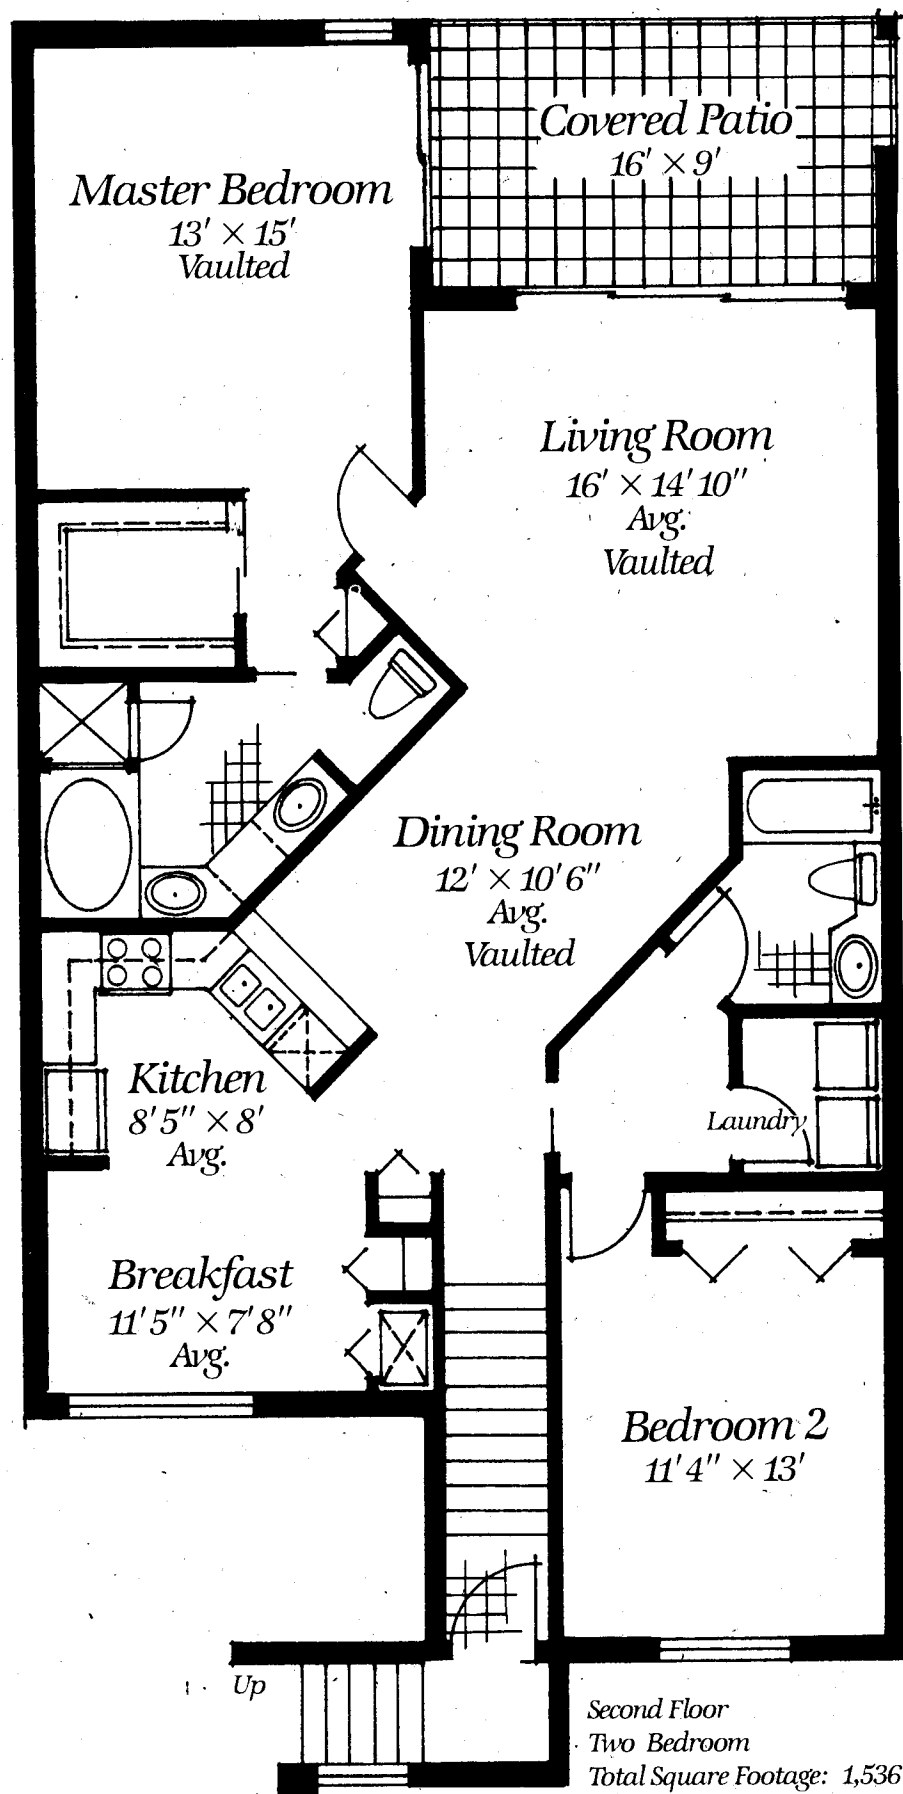 Covered Patio
16' × 9'
Master Bedroom
13' × 15'
Vaulted
Living Room
16' × 14' 10"
Avg.
Vaulted
Dining Room
12' × 10' 6"
Avg.
Vaulted
Kitchen
8' 5" × 8'
Avg.
Laundry
Breakfast
11' 5" × 7' 8"
Avg.
Bedroom 2
11' 4" × 13'
Up
Second Floor
Two Bedroom
Total Square Footage: 1,536